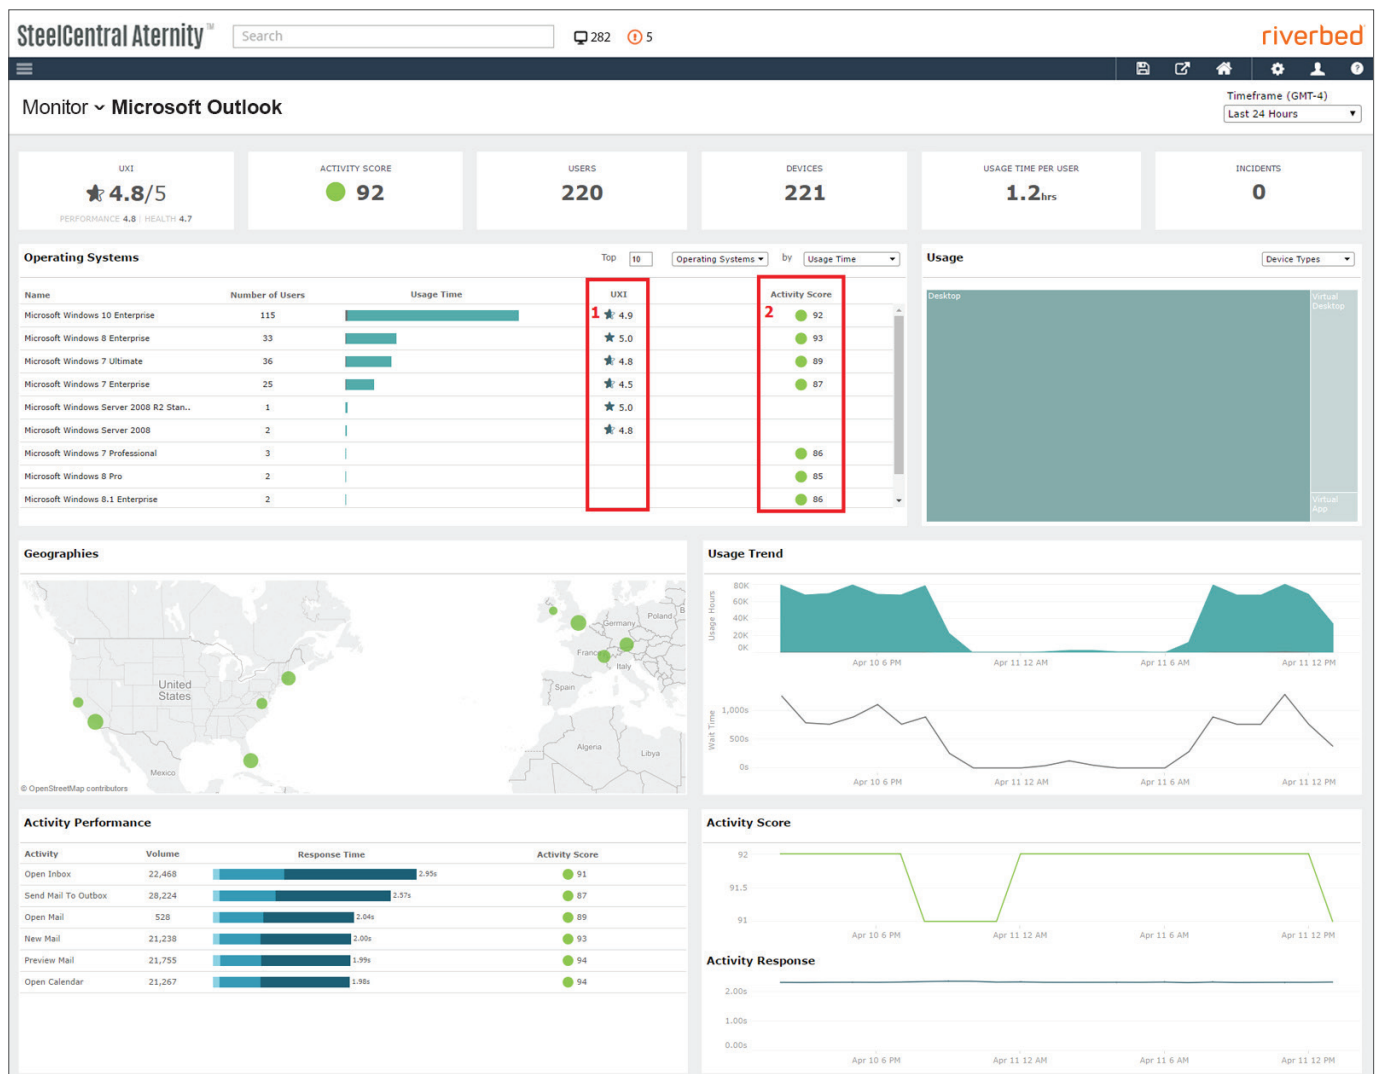 SteelCentral Aternity™
Search
282
5
riverbed
Monitor Microsoft Outlook
Timeframe (GMT-4)
Last 24 Hours
UXI
4.8/5
PERFORMANCE 4.8 | HEALTH 4.7
ACTIVITY SCORE
92
USERS
220
DEVICES
221
USAGE TIME PER USER
1.2hrs
INCIDENTS
0
Operating Systems
Top 10 Operating Systems by Usage Time
Name Number of Users Usage Time UXI Activity Score
1 2
Microsoft Windows 10 Enterprise 115 4.9 92
Microsoft Windows 8 Enterprise 33 5.0 93
Microsoft Windows 7 Ultimate 36 4.8 89
Microsoft Windows 7 Enterprise 25 4.5 87
Microsoft Windows Server 2008 R2 Stan.. 1 5.0
Microsoft Windows Server 2008 2 4.8
Microsoft Windows 7 Professional 3 86
Microsoft Windows 8 Pro 2 85
Microsoft Windows 8.1 Enterprise 2 86
Usage
Device Types
Desktop
Virtual
Desktop
Virtual
App
Geographies
United
States
Mexico
Germany
Poland
B
France
Italy
Spain
Algeria
Libya
© OpenStreetMap contributors
Usage Trend
Usage Hours
80K
60K
40K
20K
0K
Apr 10 6 PM Apr 11 12 AM Apr 11 6 AM Apr 11 12 PM
Wait Time
1,000s
500s
0s
Apr 10 6 PM Apr 11 12 AM Apr 11 6 AM Apr 11 12 PM
Activity Performance
Activity Volume Response Time Activity Score
Open Inbox 22,468 2.95s 91
Send Mail To Outbox 28,224 2.57s 87
Open Mail 528 2.04s 89
New Mail 21,238 2.00s 93
Preview Mail 21,755 1.99s 94
Open Calendar 21,267 1.98s 94
Activity Score
92
91.5
91
Apr 10 6 PM Apr 11 12 AM Apr 11 6 AM Apr 11 12 PM
Activity Response
2.00s
1.00s
0.00s
Apr 10 6 PM Apr 11 12 AM Apr 11 6 AM Apr 11 12 PM